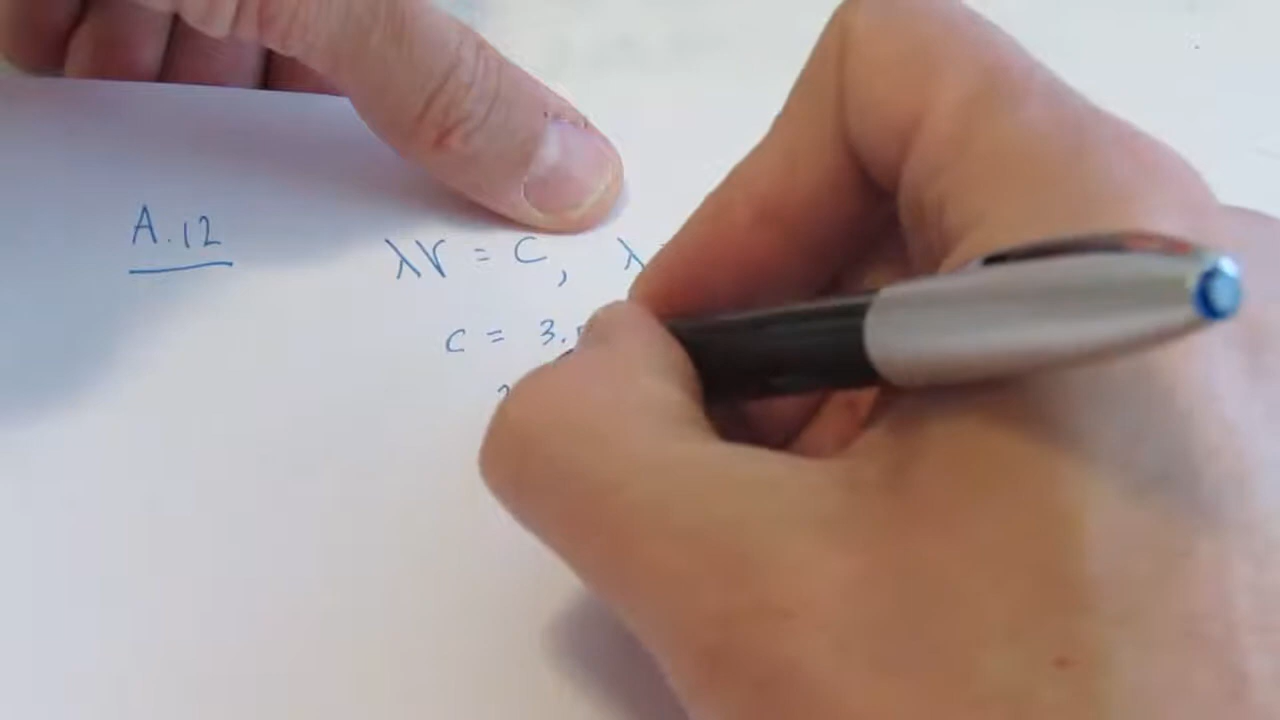 A.12
λν = C, λ
C = 3.